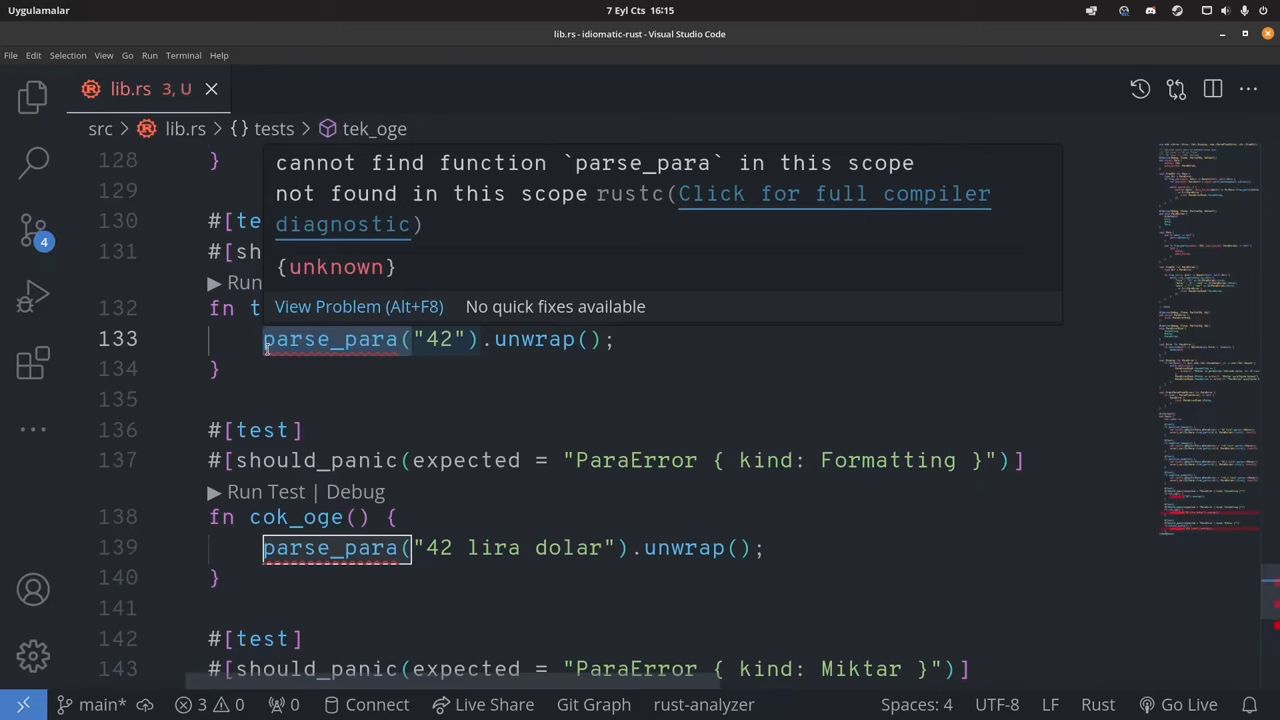 Uygulamalar
7 Eyl Cts 16:15
lib.rs - idiomatic-rust - Visual Studio Code
File Edit Selection View Go Run Terminal Help
lib.rs 3, U
src > lib.rs > {} tests > tek_oge
128 }
cannot find function `parse_para` in this scope
not found in this scope rustc(Click for full compiler
diagnostic)
{unknown}
View Problem (Alt+F8) No quick fixes available
129
130 #[te
131 #[sh
▶ Run
132 fn t
133 parse_para("42". unwrap();
134 }
135
136 #[test]
137 #[should_panic(expected = "ParaError { kind: Formatting }")]
▶ Run Test | Debug
138 fn cok_oge() {
139 parse_para("42 lira dolar").unwrap();
140 }
141
142 #[test]
143 #[should_panic(expected = "ParaError { kind: Miktar }")]
4
main* 3 0 Connect Live Share Git Graph rust-analyzer Spaces: 4 UTF-8 LF Rust Go Live